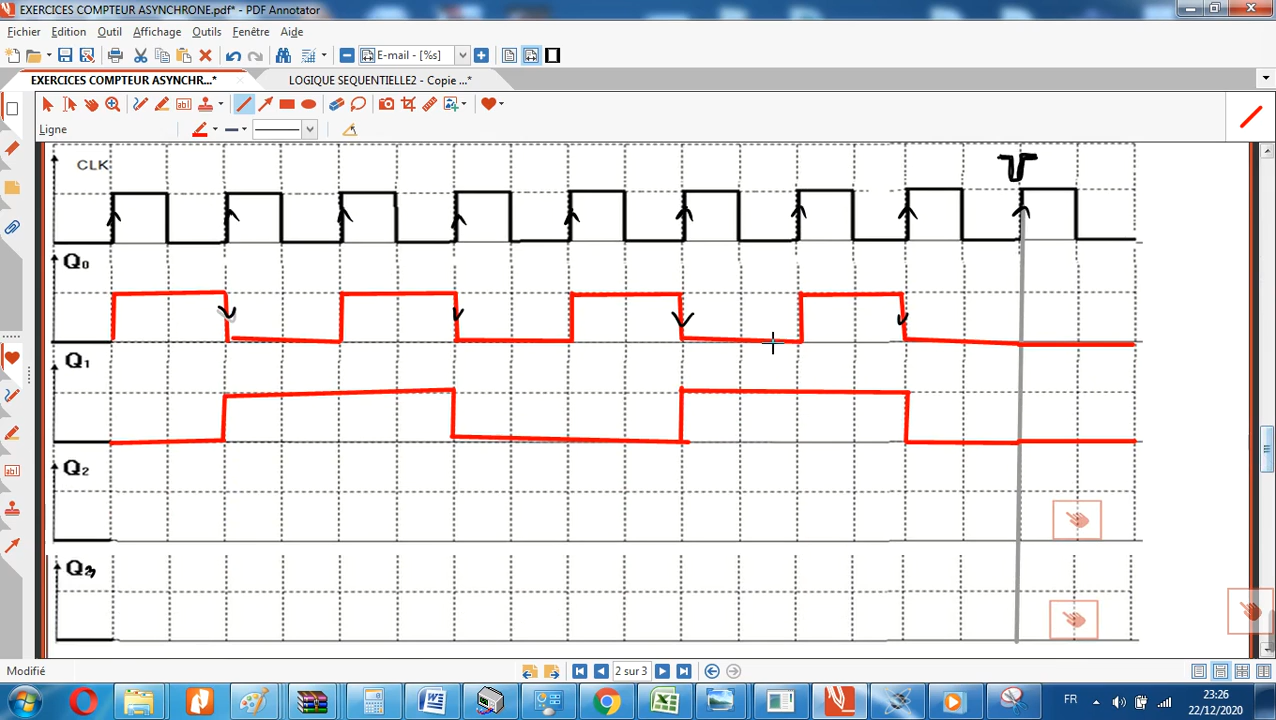 EXERCICES COMPTEUR ASYNCHRONE.pdf* - PDF Annotator
Fichier Edition Outil Affichage Outils Fenêtre Aide
E-mail - [%s]
EXERCICES COMPTEUR ASYNCHR...* LOGIQUE SEQUENTIELLE2 - Copie ...*
Ligne
CLK
Q0
Q1
Q2
Q3
Modifié
2 sur 3
FR
23:26
22/12/2020